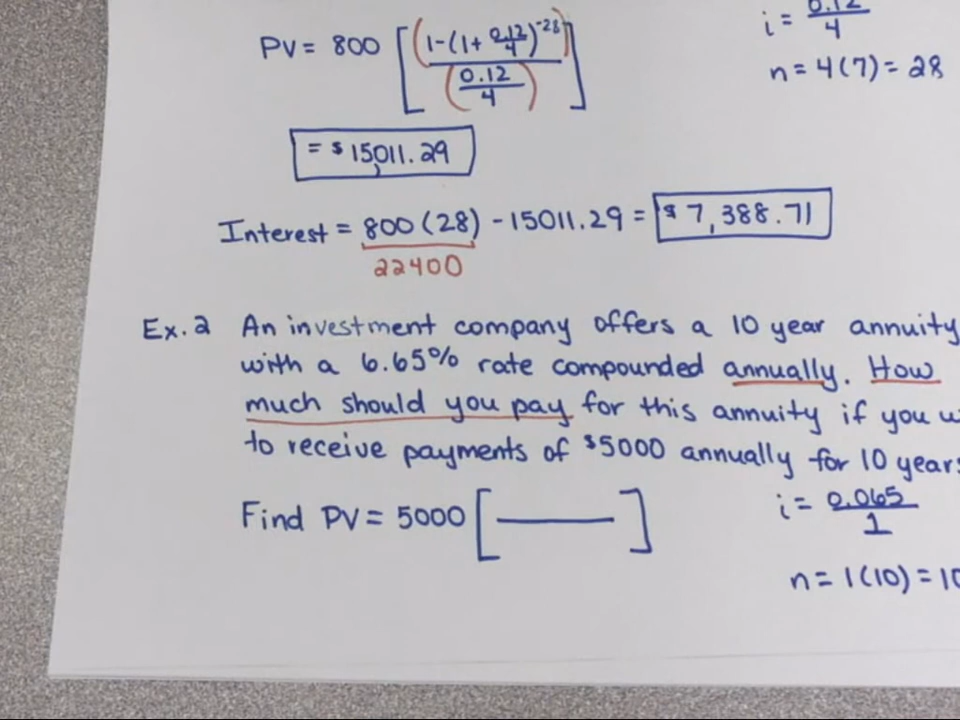 i = 0.12/4
PV = 800 [(1-(1+ 0.12/4)^-28) / (0.12/4)]
n = 4(7) = 28
= $15,011.29
Interest = 800(28) - 15011.29 = $7,388.71
22400
Ex. 2 An investment company offers a 10 year annuity
with a 6.65% rate compounded annually. How
much should you pay for this annuity if you
to receive payments of $5000 annually for 10 years
i = 0.065/1
Find PV = 5000 [ — ]
n = 1(10) = 10